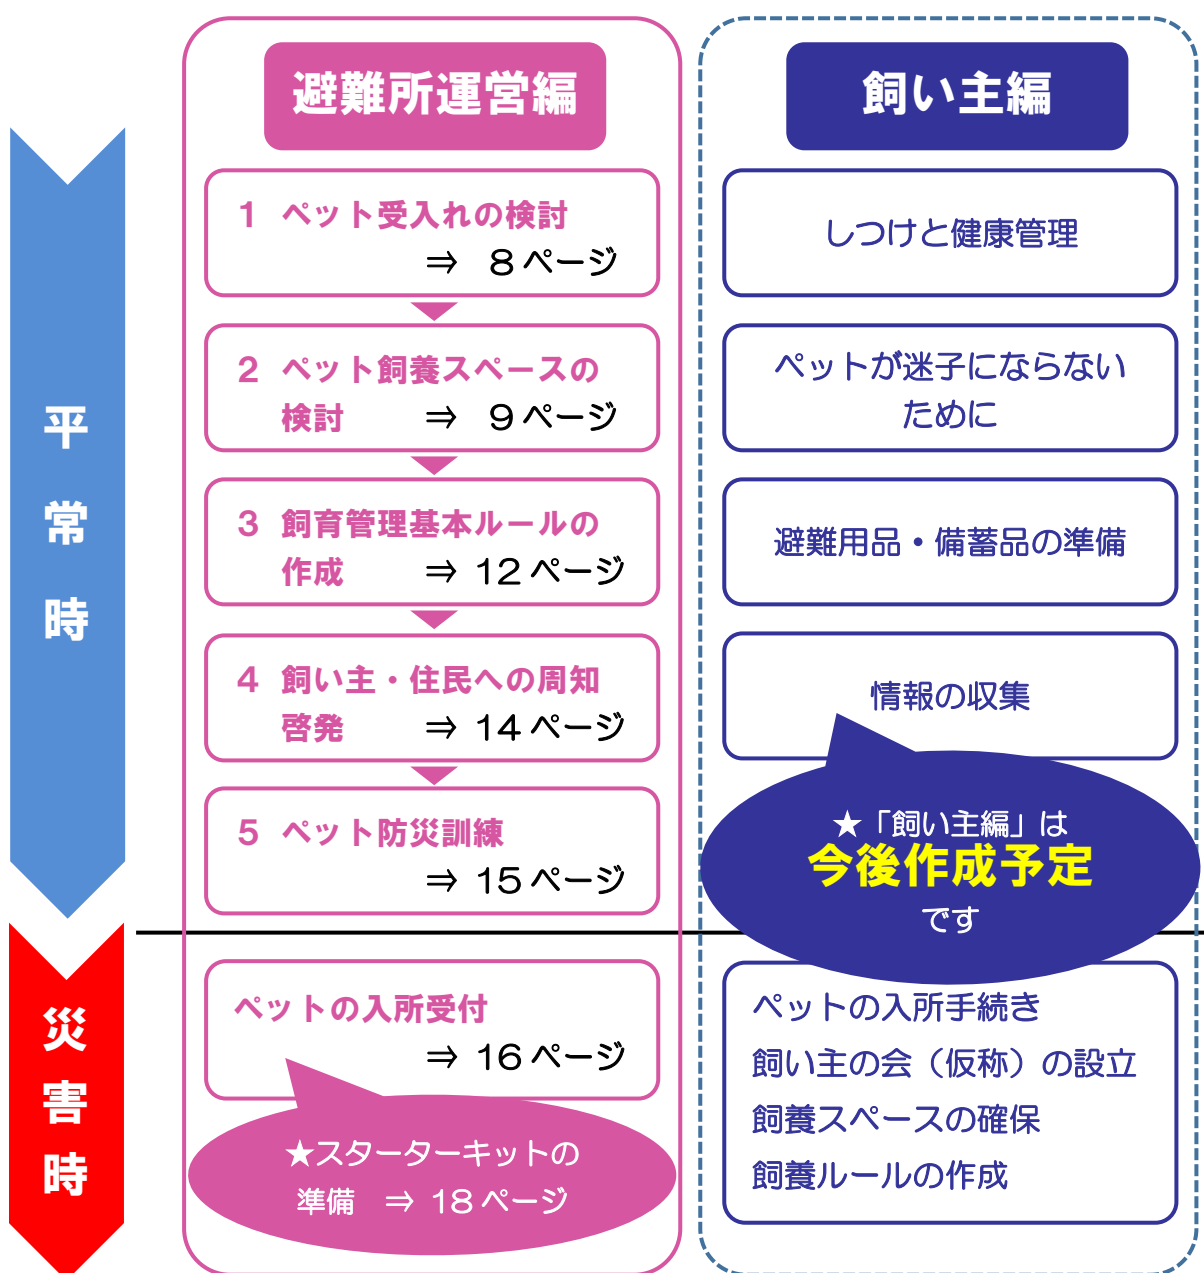 避難所運営編
飼い主編
平常時
1 ペット受入れの検討
⇒ 8ページ
2 ペット飼養スペースの
検討 ⇒ 9ページ
3 飼育管理基本ルールの
作成 ⇒ 12ページ
4 飼い主・住民への周知
啓発 ⇒ 14ページ
5 ペット防災訓練
⇒ 15ページ
しつけと健康管理
ペットが迷子にならない
ために
避難用品・備蓄品の準備
情報の収集
★「飼い主編」は
今後作成予定
です
災害時
ペットの入所受付
⇒ 16ページ
★スターターキットの
準備 ⇒ 18ページ
ペットの入所手続き
飼い主の会（仮称）の設立
飼養スペースの確保
飼養ルールの作成